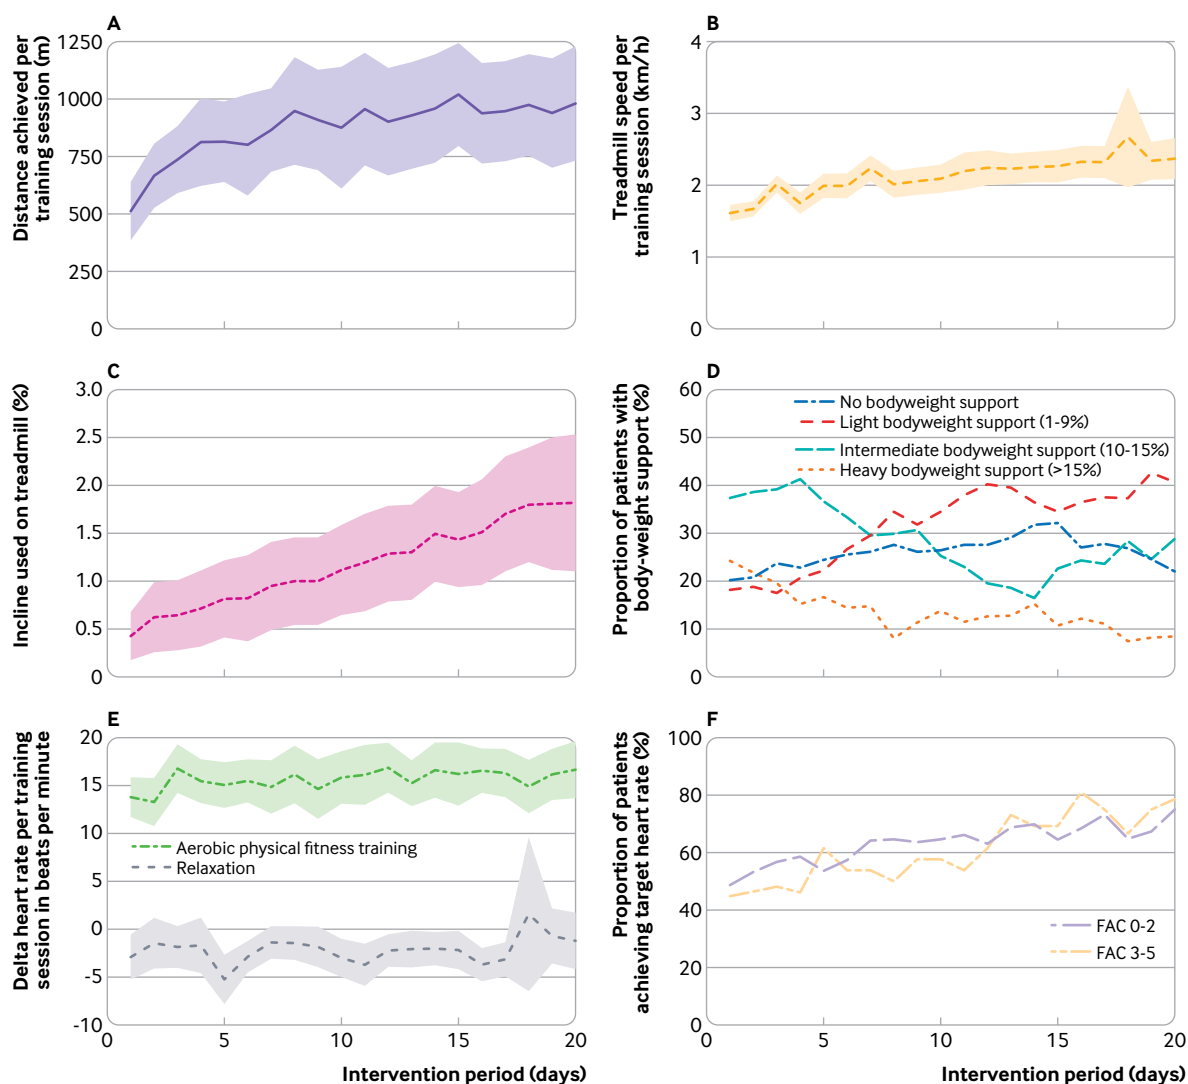 A
Distance achieved per
training session (m)
1250
1000
750
500
250
0
B
Treadmill speed per
training session (km/h)
4
3
2
1
0
C
Incline used on treadmill (%)
3.0
2.5
2.0
1.5
1.0
0.5
0
D
Proportion of patients with
body-weight support (%)
60
50
40
30
20
10
0
No bodyweight support
Light bodyweight support (1-9%)
Intermediate bodyweight support (10-15%)
Heavy bodyweight support (>15%)
E
Delta heart rate per training
session in beats per minute
20
15
10
5
0
-5
-10
Aerobic physical fitness training
Relaxation
0 5 10 15 20
Intervention period (days)
F
Proportion of patients
achieving target heart rate (%)
100
80
60
40
20
0
FAC 0-2
FAC 3-5
0 5 10 15 20
Intervention period (days)